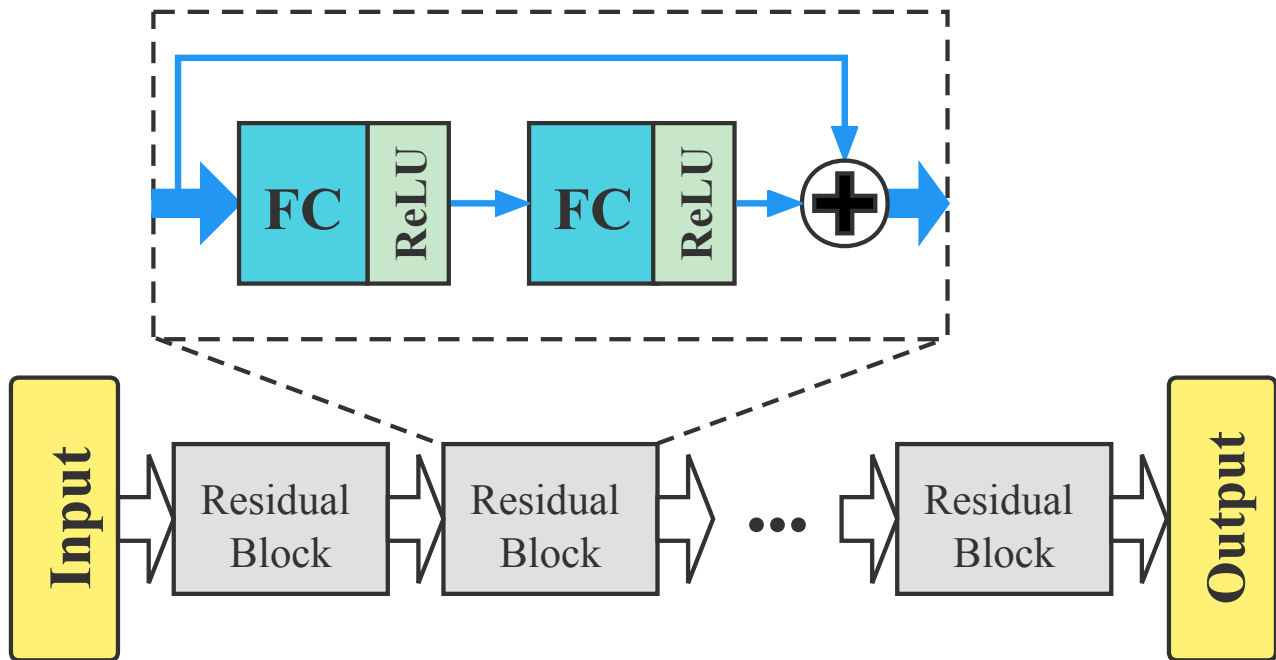 FC
ReLU
FC
ReLU
Input
Residual
Block
Residual
Block
Residual
Block
Output